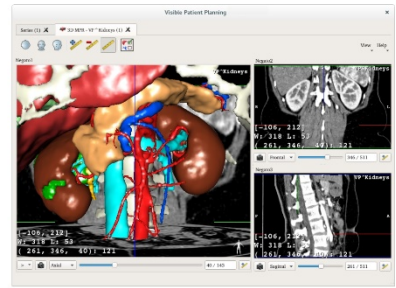 Visible Patient Planning
Series (1)
3D MPR - VP^Kidneys (1)
View
Help
Negato1
VP^Kidneys
[-106, 212]
W: 318 L: 53
( 261, 346, 40): 121
Axial
40 / 140
Negato2
VP^Kidneys
[-106, 212]
W: 318 L: 53
( 261, 346, 40): 121
Frontal
346 / 511
Negato3
VP^Kidneys
[-106, 212]
W: 318 L: 53
( 261, 346, 40): 121
Sagittal
261 / 511